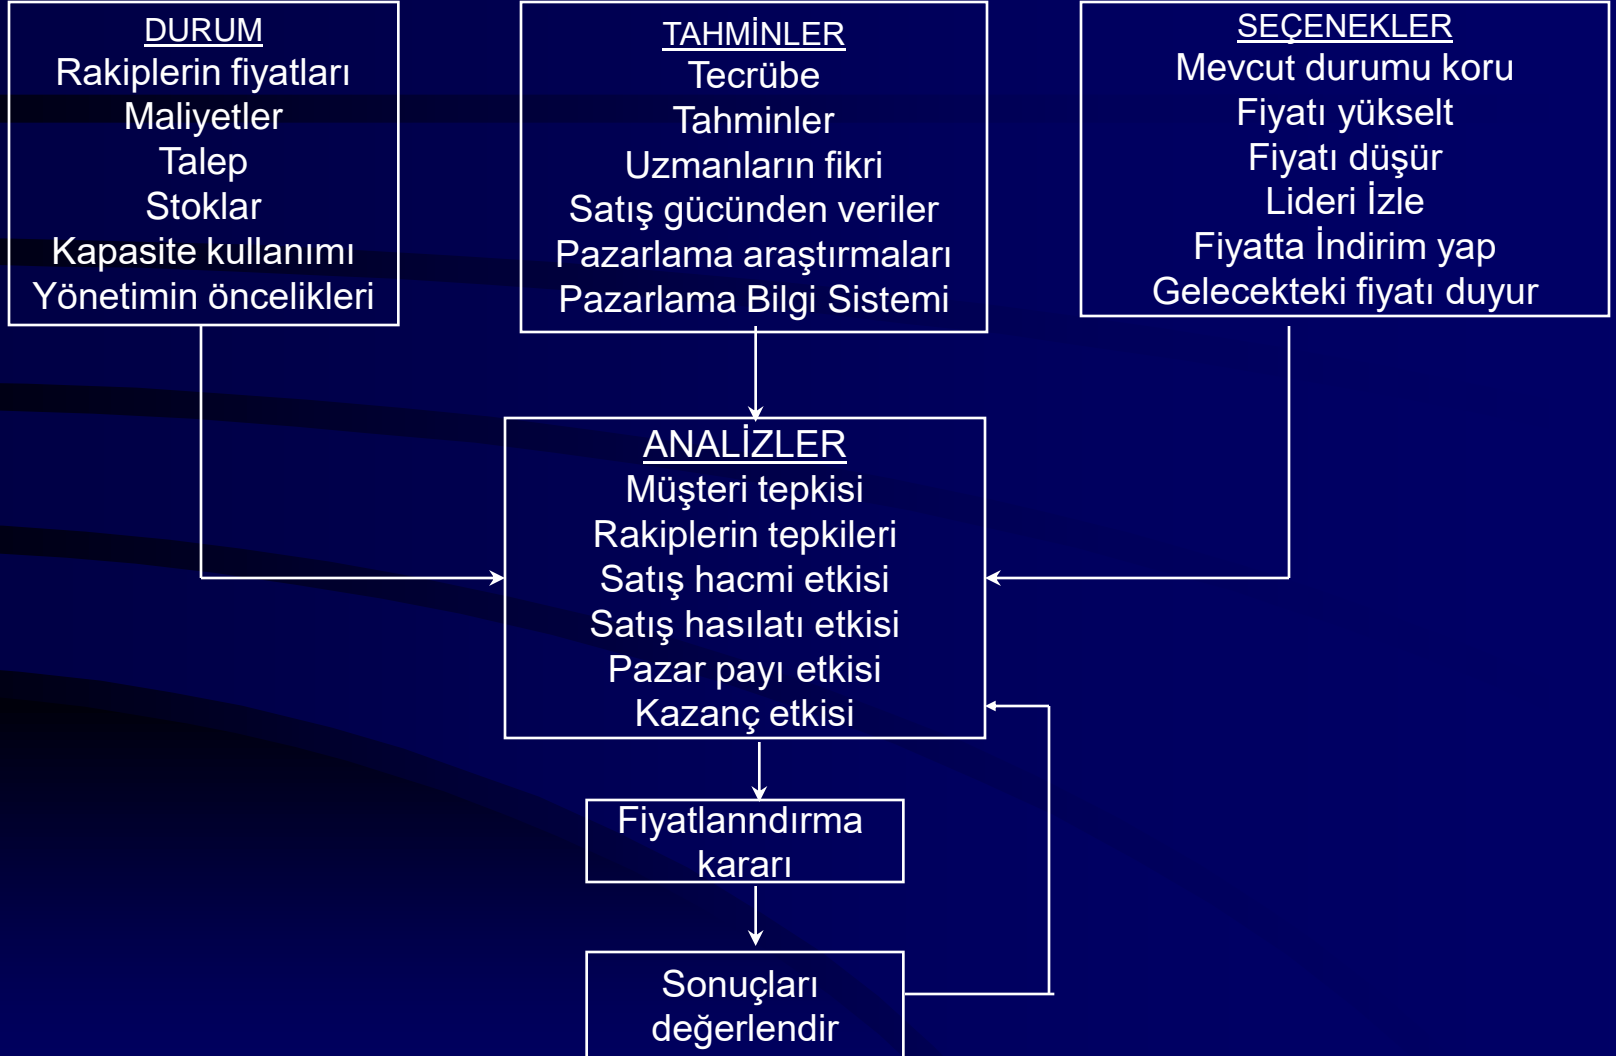 DURUM
Rakiplerin fiyatları
Maliyetler
Talep
Stoklar
Kapasite kullanımı
Yönetimin öncelikleri
TAHMİNLER
Tecrübe
Tahminler
Uzmanların fikri
Satış gücünden veriler
Pazarlama araştırmaları
Pazarlama Bilgi Sistemi
SEÇENEKLER
Mevcut durumu koru
Fiyatı yükselt
Fiyatı düşür
Lideri İzle
Fiyatta İndirim yap
Gelecekteki fiyatı duyur
ANALİZLER
Müşteri tepkisi
Rakiplerin tepkileri
Satış hacmi etkisi
Satış hasılatı etkisi
Pazar payı etkisi
Kazanç etkisi
Fiyatlanndırma
kararı
Sonuçları
değerlendir